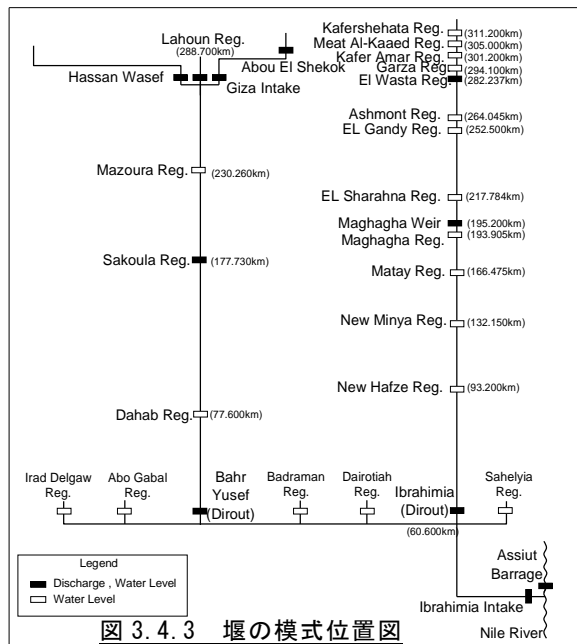 Lahoun Reg.
(288.700km)
Hassan Wasef
Abou El Shekok
Giza Intake
Mazoura Reg.
(230.260km)
Sakoula Reg.
(177.730km)
Dahab Reg.
(77.600km)
Kafershehata Reg.
(311.200km)
Meat Al-Kaaed Reg.
(305.000km)
Kafer Amar Reg.
(301.200km)
Garza Reg.
(294.100km)
El Wasta Reg.
(282.237km)
Ashmont Reg.
(264.045km)
EL Gandy Reg.
(252.500km)
EL Sharahna Reg.
(217.784km)
Maghagha Weir
(195.200km)
Maghagha Reg.
(193.905km)
Matay Reg.
(166.475km)
New Minya Reg.
(132.150km)
New Hafze Reg.
(93.200km)
Irad Delgaw
Reg.
Abo Gabal
Reg.
Bahr
Yusef
(Dirout)
Badraman
Reg.
Dairotiah
Reg.
Ibrahimia
(Dirout)
(60.600km)
Sahelyia
Reg.
Assiut
Barrage
Ibrahimia Intake
Nile River
Legend
Discharge , Water Level
Water Level
図 3.4.3 堰の模式位置図